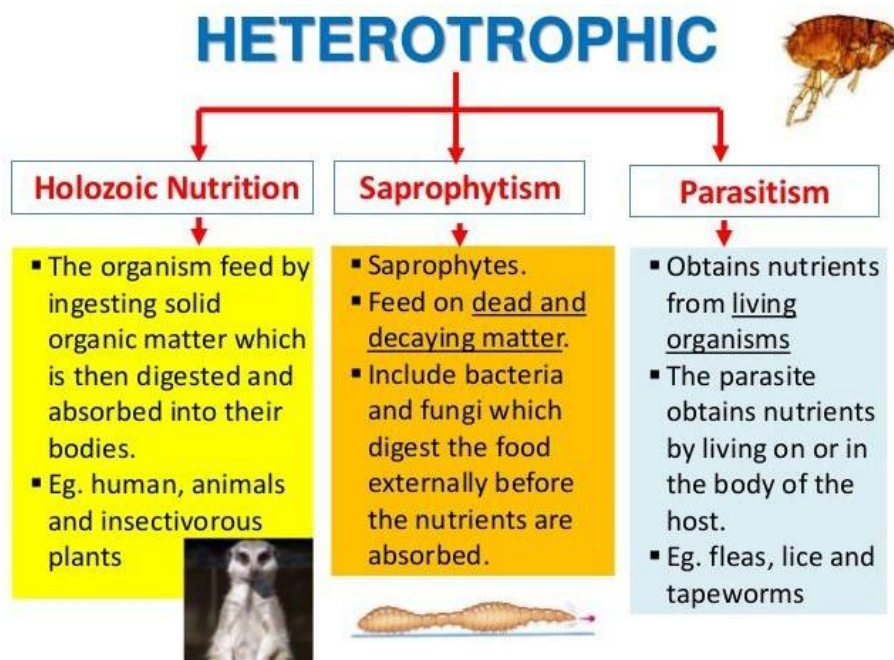 HETEROTROPHIC
Holozoic Nutrition
▪ The organism feed by
ingesting solid
organic matter which
is then digested and
absorbed into their
bodies.
▪ Eg. human, animals
and insectivorous
plants
Saprophytism
▪ Saprophytes.
▪ Feed on dead and
decaying matter.
▪ Include bacteria
and fungi which
digest the food
externally before
the nutrients are
absorbed.
Parasitism
▪ Obtains nutrients
from living
organisms
▪ The parasite
obtains nutrients
by living on or in
the body of the
host.
▪ Eg. fleas, lice and
tapeworms